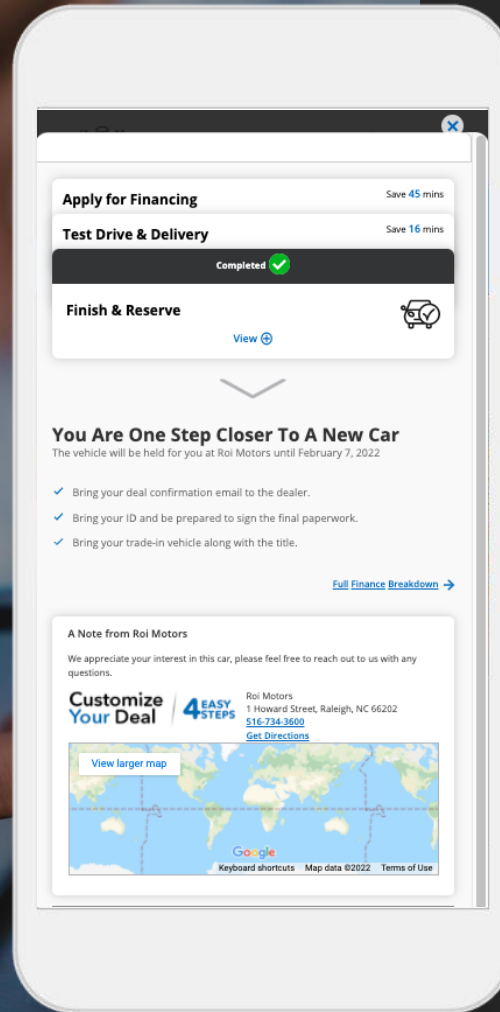 Apply for Financing
Save 45 mins
Test Drive & Delivery
Save 16 mins
Completed
Finish & Reserve
View
You Are One Step Closer To A New Car
The vehicle will be held for you at Roi Motors until February 7, 2022
Bring your deal confirmation email to the dealer.
Bring your ID and be prepared to sign the final paperwork.
Bring your trade-in vehicle along with the title.
Full Finance Breakdown
A Note from Roi Motors
We appreciate your interest in this car, please feel free to reach out to us with any
questions.
Customize
Your Deal
4 EASY
STEPS
Roi Motors
1 Howard Street, Raleigh, NC 66202
516-734-3600
Get Directions
View larger map
Google
Keyboard shortcuts Map data ©2022 Terms of Use